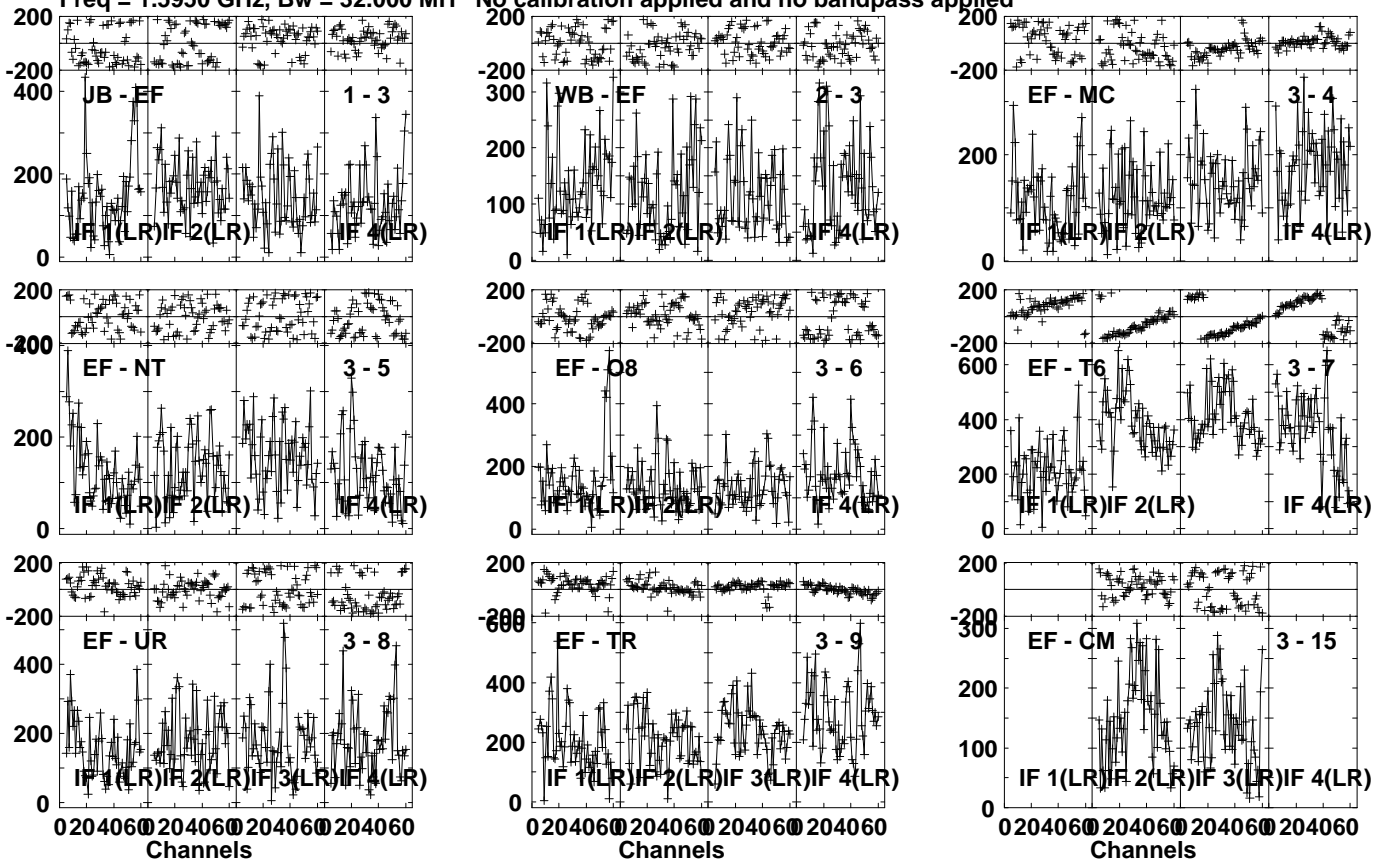 Freq = 1.5950 GHz, Bw = 32.000 MH No calibration applied and no bandpass applied
200
-200
400
200
0
JB - EF
1 - 3
IF 1(LR)
IF 2(LR)
IF 4(LR)
200
-200
300
200
100
0
WB - EF
2 - 3
IF 1(LR)
IF 2(LR)
IF 4(LR)
200
-200
200
0
EF - MC
3 - 4
IF 1(LR)
IF 2(LR)
IF 4(LR)
200
-200
400
200
0
EF - NT
3 - 5
IF 1(LR)
IF 2(LR)
IF 4(LR)
200
-200
400
200
0
EF - O8
3 - 6
IF 1(LR)
IF 2(LR)
IF 4(LR)
200
-200
600
400
200
0
EF - T6
3 - 7
IF 1(LR)
IF 2(LR)
IF 4(LR)
200
-200
400
200
0
EF - UR
3 - 8
IF 1(LR)
IF 2(LR)
IF 3(LR)
IF 4(LR)
0 20 40 60 0 20 40 60 0 20 40 60 0 20 40 60
Channels
200
-200
600
400
200
0
EF - TR
3 - 9
IF 1(LR)
IF 2(LR)
IF 3(LR)
IF 4(LR)
0 20 40 60 0 20 40 60 0 20 40 60 0 20 40 60
Channels
200
-200
300
200
100
0
EF - CM
3 - 15
IF 1(LR)
IF 2(LR)
IF 3(LR)
IF 4(LR)
0 20 40 60 0 20 40 60 0 20 40 60 0 20 40 60
Channels